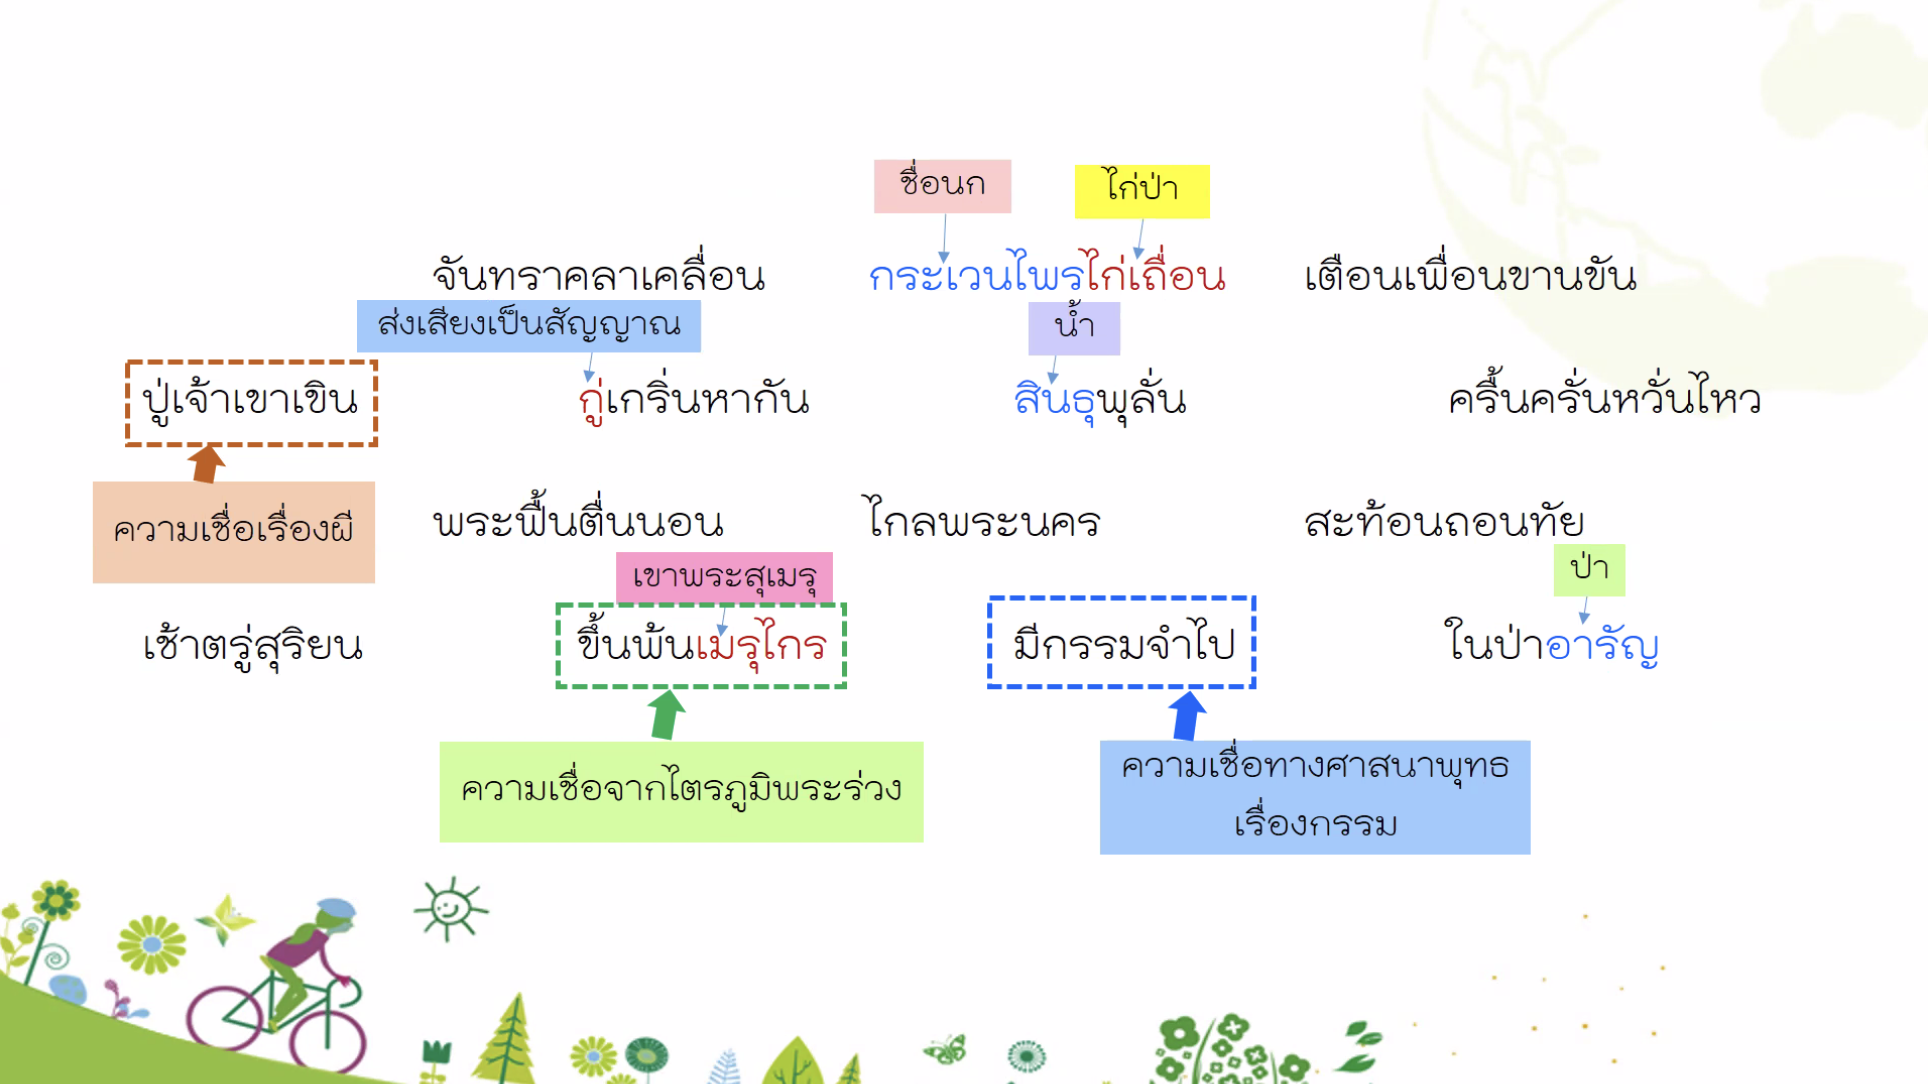 ชื่อนก ไก่ป่า
จันทราคลาเคลื่อน กระเวนไพรไก่เถื่อน เตือนเพื่อนขานขัน
ส่งเสียงเป็นสัญญาณ น้ำ
ปู่เจ้าเขาเขิน กู่เกริ่นหากัน สินธุพุลั่น ครื้นครั่นหวั่นไหว
ความเชื่อเรื่องผี
พระฟื้นตื่นนอน ไกลพระนคร สะท้อนถอนทัย
เขาพระสุเมรุ ป่า
เช้าตรู่สุริยน ขึ้นพ้นเมรุไกร มีกรรมจำไป ในป่าอารัญ
ความเชื่อจากไตรภูมิพระร่วง
ความเชื่อทางศาสนาพุทธ
เรื่องกรรม